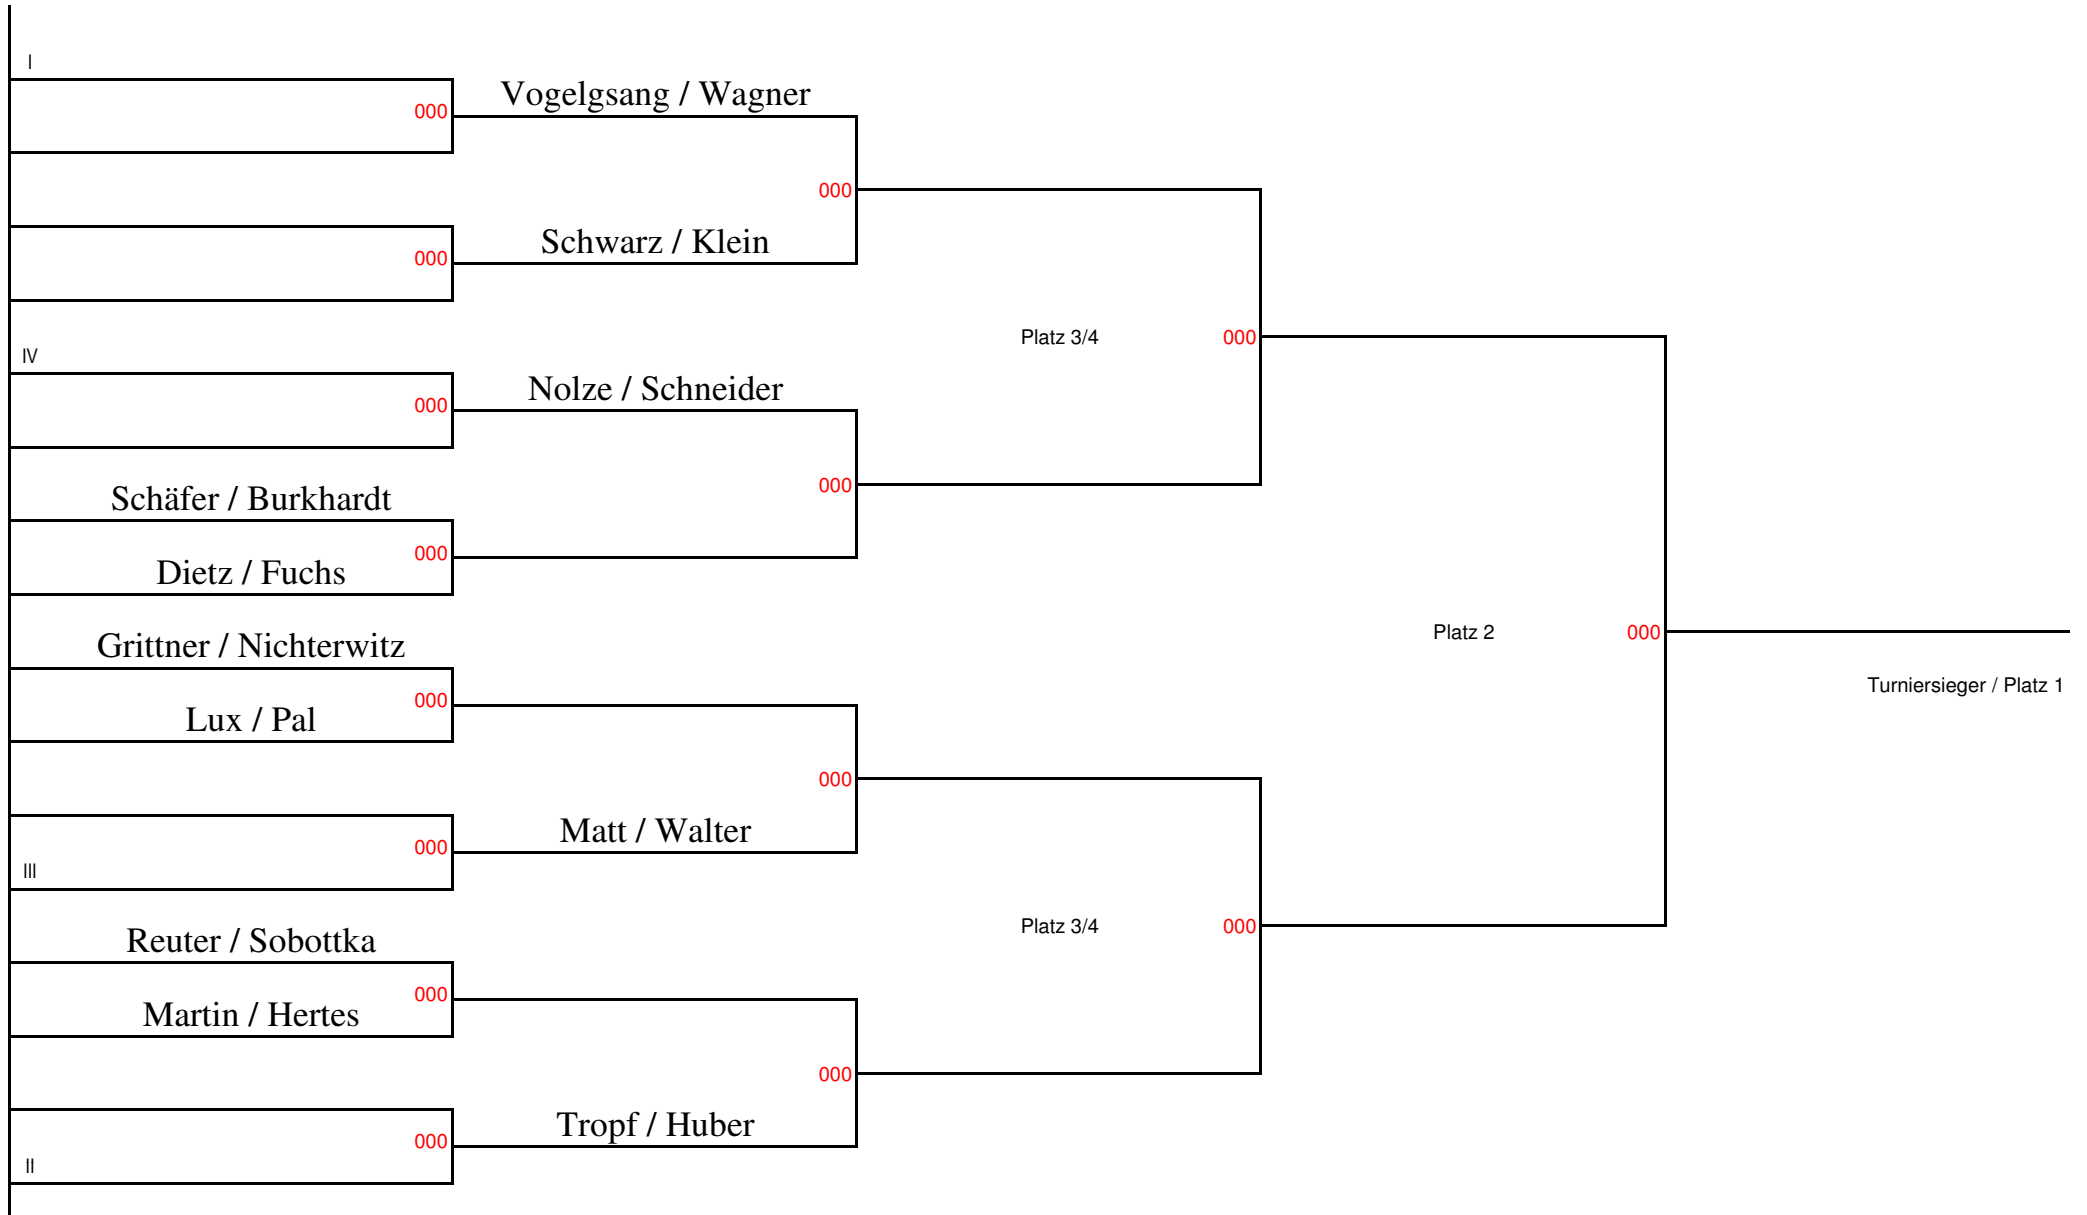 I
Vogelgsang / Wagner
000
000
Schwarz / Klein
000
Platz 3/4
000
IV
Nolze / Schneider
000
Schäfer / Burkhardt
000
000
Dietz / Fuchs
Platz 2
000
Grittner / Nichterwitz
Turniersieger / Platz 1
000
Lux / Pal
000
Matt / Walter
000
III
Platz 3/4
000
Reuter / Sobottka
000
Martin / Hertes
000
Tropf / Huber
000
II